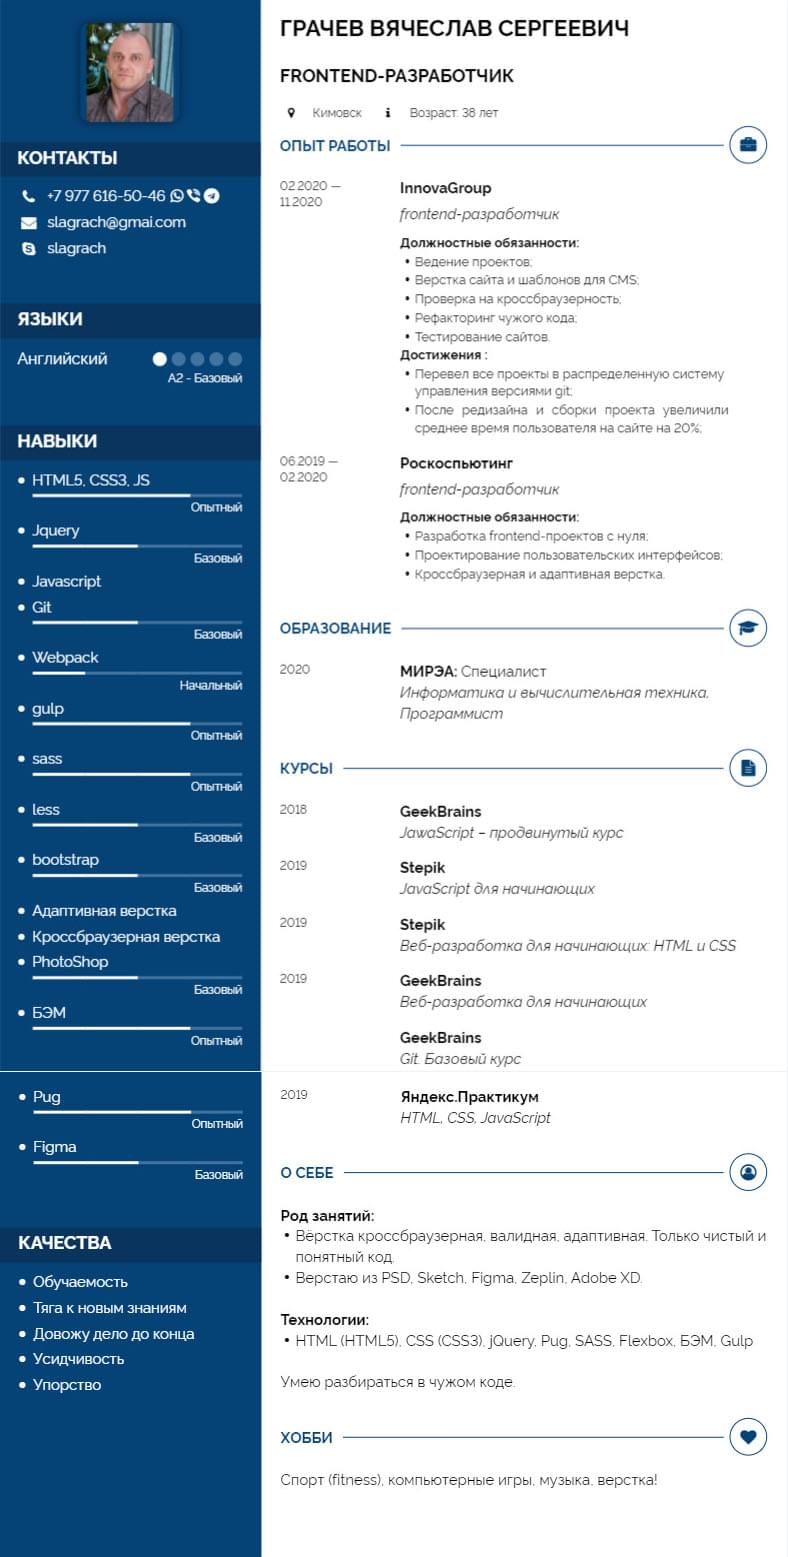 КОНТАКТЫ
+7 977 616-50-46
slagrach@gmai.com
slagrach
ЯЗЫКИ
Английский
A2 - Базовый
НАВЫКИ
HTML5, CSS3, JS
Опытный
Jquery
Базовый
Javascript
Git
Базовый
Webpack
Начальный
gulp
Опытный
sass
Опытный
less
Базовый
bootstrap
Базовый
Адаптивная верстка
Кроссбраузерная верстка
PhotoShop
Базовый
БЭМ
Опытный
Pug
Опытный
Figma
Базовый
КАЧЕСТВА
Обучаемость
Тяга к новым знаниям
Довожу дело до конца
Усидчивость
Упорство
ГРАЧЕВ ВЯЧЕСЛАВ СЕРГЕЕВИЧ
FRONTEND-РАЗРАБОТЧИК
Кимовск Возраст: 38 лет
ОПЫТ РАБОТЫ
02.2020 —
11.2020
InnovaGroup
frontend-разработчик
Должностные обязанности:
• Ведение проектов;
• Верстка сайта и шаблонов для CMS;
• Проверка на кроссбраузерность;
• Рефакторинг чужого кода;
• Тестирование сайтов.
Достижения :
• Перевел все проекты в распределенную систему
управления версиями git;
• После редизайна и сборки проекта увеличили
среднее время пользователя на сайте на 20%;
06.2019 —
02.2020
Роскоспьютинг
frontend-разработчик
Должностные обязанности:
• Разработка frontend-проектов с нуля;
• Проектирование пользовательских интерфейсов;
• Кроссбраузерная и адаптивная верстка.
ОБРАЗОВАНИЕ
2020
МИРЭА: Специалист
Информатика и вычислительная техника,
Программист
КУРСЫ
2018
GeekBrains
JawaScript – продвинутый курс
2019
Stepik
JavaScript для начинающих
2019
Stepik
Веб-разработка для начинающих: HTML и CSS
2019
GeekBrains
Веб-разработка для начинающих
GeekBrains
Git. Базовый курс
2019
Яндекс.Практикум
HTML, CSS, JavaScript
О СЕБЕ
Род занятий:
• Вёрстка кроссбраузерная, валидная, адаптивная. Только чистый и
понятный код.
• Верстаю из PSD, Sketch, Figma, Zeplin, Adobe XD.
Технологии:
• HTML (HTML5), CSS (CSS3), jQuery, Pug, SASS, Flexbox, БЭМ, Gulp
Умею разбираться в чужом коде.
ХОББИ
Спорт (fitness), компьютерные игры, музыка, верстка!